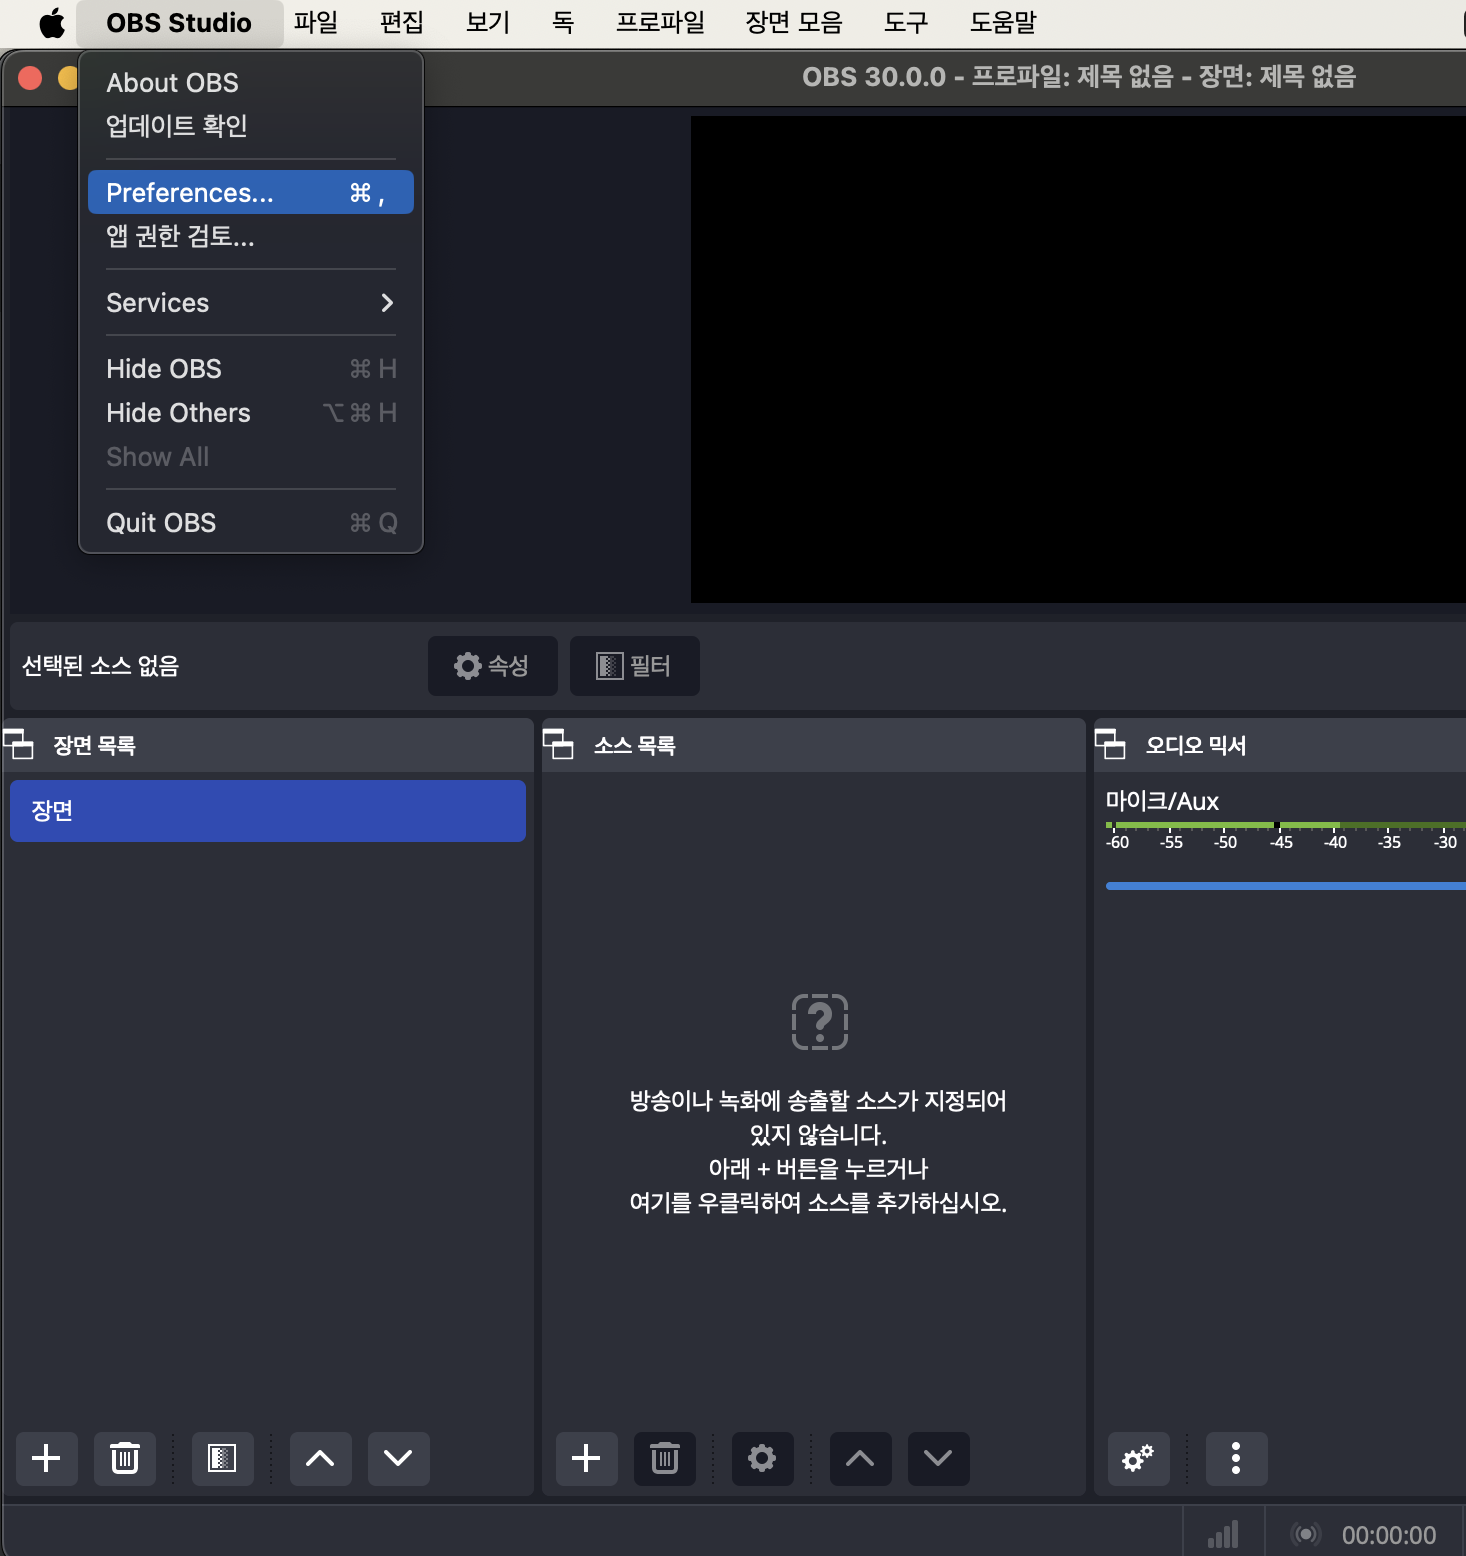 OBS Studio 파일 편집 보기 독 프로파일 장면 모음 도구 도움말
OBS 30.0.0 - 프로파일: 제목 없음 - 장면: 제목 없음
About OBS
업데이트 확인
Preferences... ⌘ ,
앱 권한 검토...
Services
Hide OBS ⌘ H
Hide Others ⌥ ⌘ H
Show All
Quit OBS ⌘ Q
선택된 소스 없음 속성 필터
장면 목록
장면
소스 목록
방송이나 녹화에 송출할 소스가 지정되어
있지 않습니다.
아래 + 버튼을 누르거나
여기를 우클릭하여 소스를 추가하십시오.
오디오 믹서
마이크/Aux
-60 -55 -50 -45 -40 -35 -30
00:00:00